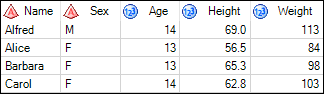 Name Sex Age Height Weight
Alfred M 14 69.0 113
Alice F 13 56.5 84
Barbara F 13 65.3 98
Carol F 14 62.8 103